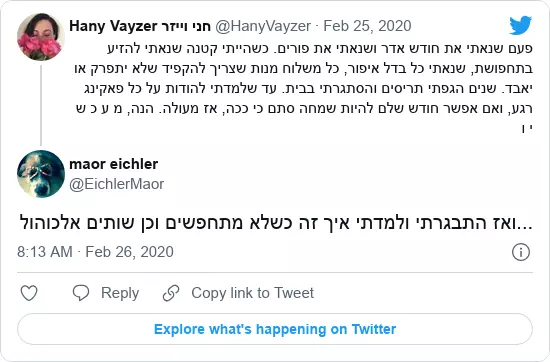 Hany Vayzer חני וייזר @HanyVayzer · Feb 25, 2020
פעם שנאתי את חודש אדר ושנאתי את פורים. כשהייתי קטנה שנאתי להזיע
בתחפושת, שנאתי כל בדל איפור, כל משלוח מנות שצריך להקפיד שלא יתפרק או
יאבד. שנים הגפתי תריסים והסתגרתי בבית. עד שלמדתי להודות על כל פאקינג
רגע, ואם אפשר חודש שלם להיות שמחה סתם כי ככה, אז מעולה. הנה, מ ע כ ש
י ו
maor eichler
@EichlerMaor
...ואז התבגרתי ולמדתי איך זה כשלא מתחפשים וכן שותים אלכוהול
8:13 AM · Feb 26, 2020
Reply
Copy link to Tweet
Explore what's happening on Twitter